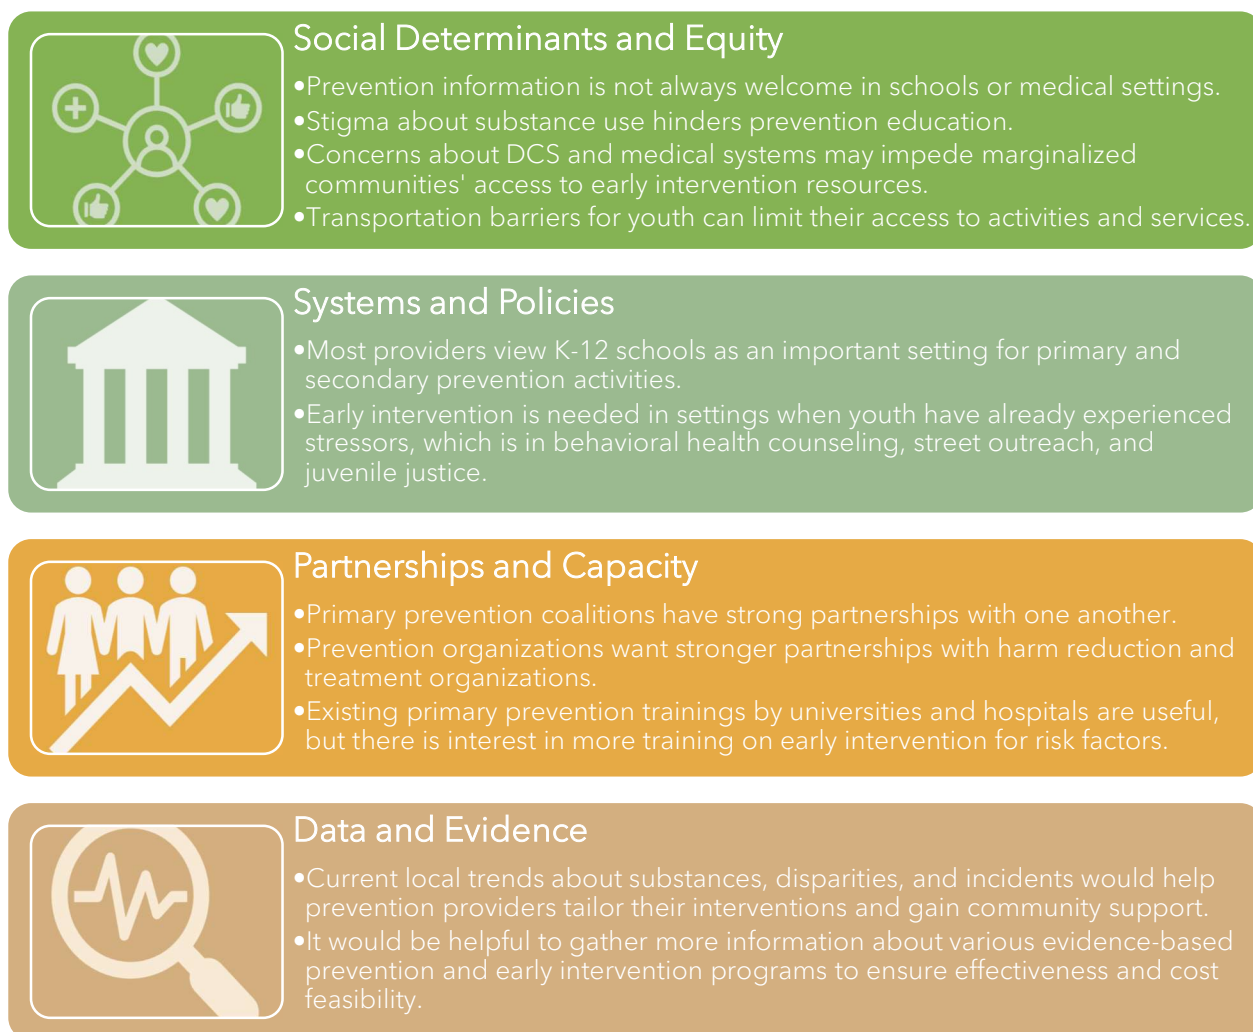 Social Determinants and Equity
•Prevention information is not always welcome in schools or medical settings.
•Stigma about substance use hinders prevention education.
•Concerns about DCS and medical systems may impede marginalized
communities' access to early intervention resources.
•Transportation barriers for youth can limit their access to activities and services.
Systems and Policies
•Most providers view K-12 schools as an important setting for primary and
secondary prevention activities.
•Early intervention is needed in settings when youth have already experienced
stressors, which is in behavioral health counseling, street outreach, and
juvenile justice.
Partnerships and Capacity
•Primary prevention coalitions have strong partnerships with one another.
•Prevention organizations want stronger partnerships with harm reduction and
treatment organizations.
•Existing primary prevention trainings by universities and hospitals are useful,
but there is interest in more training on early intervention for risk factors.
Data and Evidence
•Current local trends about substances, disparities, and incidents would help
prevention providers tailor their interventions and gain community support.
•It would be helpful to gather more information about various evidence-based
prevention and early intervention programs to ensure effectiveness and cost
feasibility.